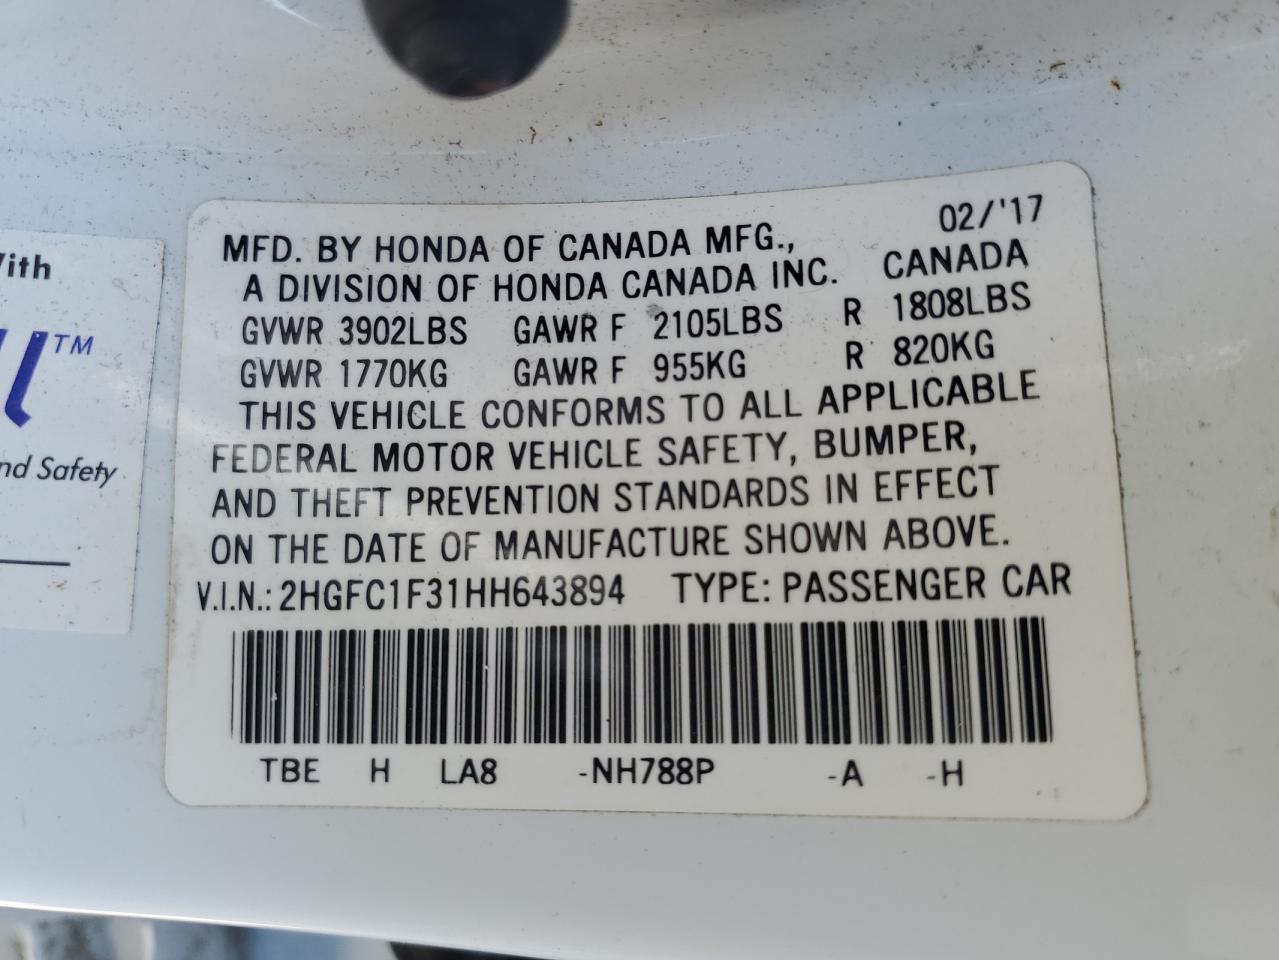 02/'17
MFD. BY HONDA OF CANADA MFG.,
A DIVISION OF HONDA CANADA INC. CANADA
GVWR 3902LBS GAWR F 2105LBS R 1808LBS
GVWR 1770KG GAWR F 955KG R 820KG
THIS VEHICLE CONFORMS TO ALL APPLICABLE
FEDERAL MOTOR VEHICLE SAFETY, BUMPER,
AND THEFT PREVENTION STANDARDS IN EFFECT
ON THE DATE OF MANUFACTURE SHOWN ABOVE.
V.I.N.: 2HGFC1F31HH643894 TYPE: PASSENGER CAR
TBE H LA8 -NH788P -A -H
TM
Safety